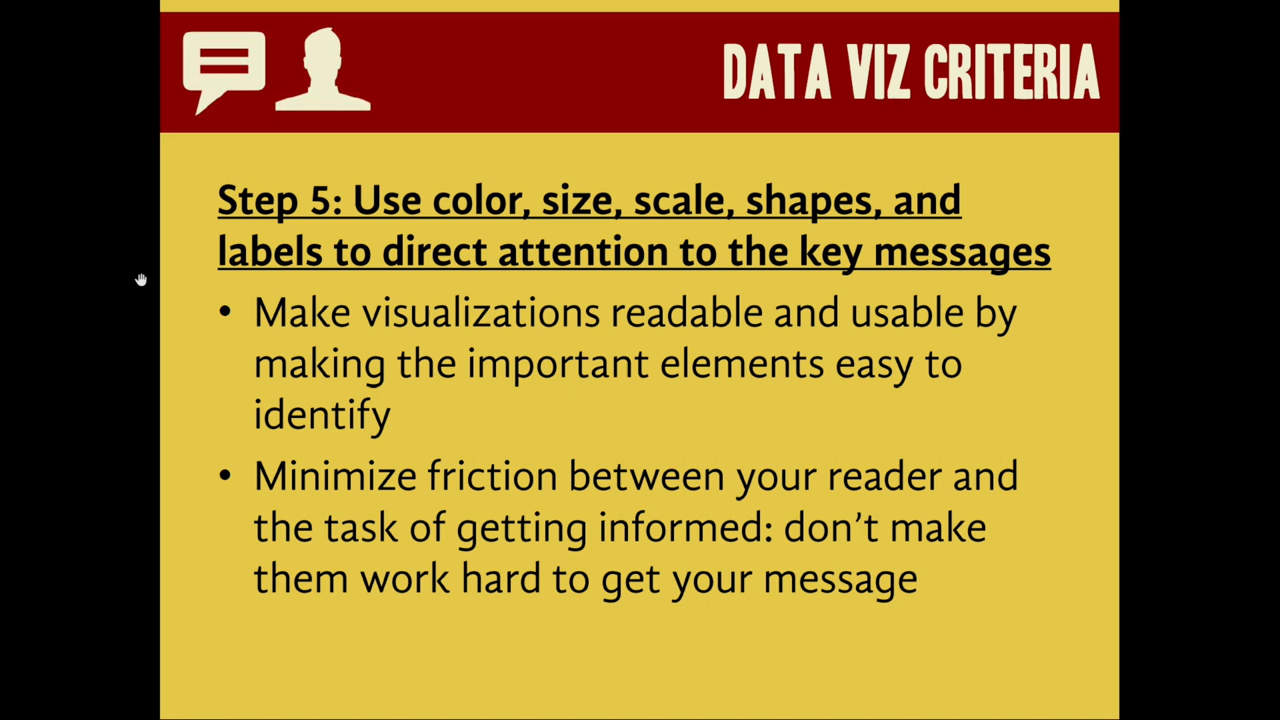 DATA VIZ CRITERIA
Step 5: Use color, size, scale, shapes, and
labels to direct attention to the key messages
• Make visualizations readable and usable by
making the important elements easy to
identify
• Minimize friction between your reader and
the task of getting informed: don’t make
them work hard to get your message